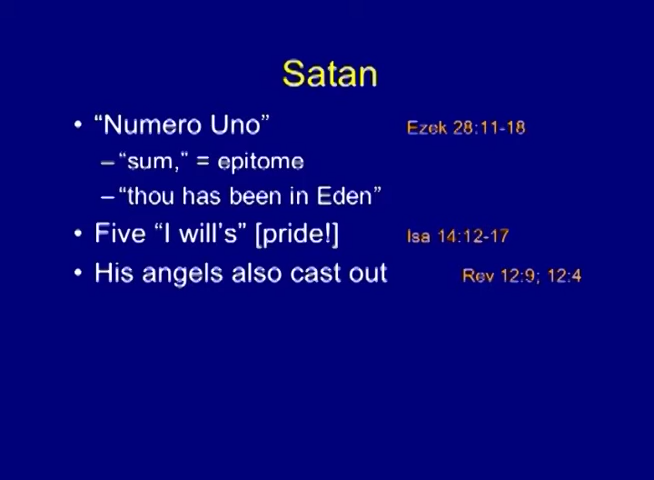 Satan
• “Numero Uno” Ezek 28:11-18
– “sum,” = epitome
– “thou has been in Eden”
• Five “I will’s” [pride!] Isa 14:12-17
• His angels also cast out Rev 12:9; 12:4